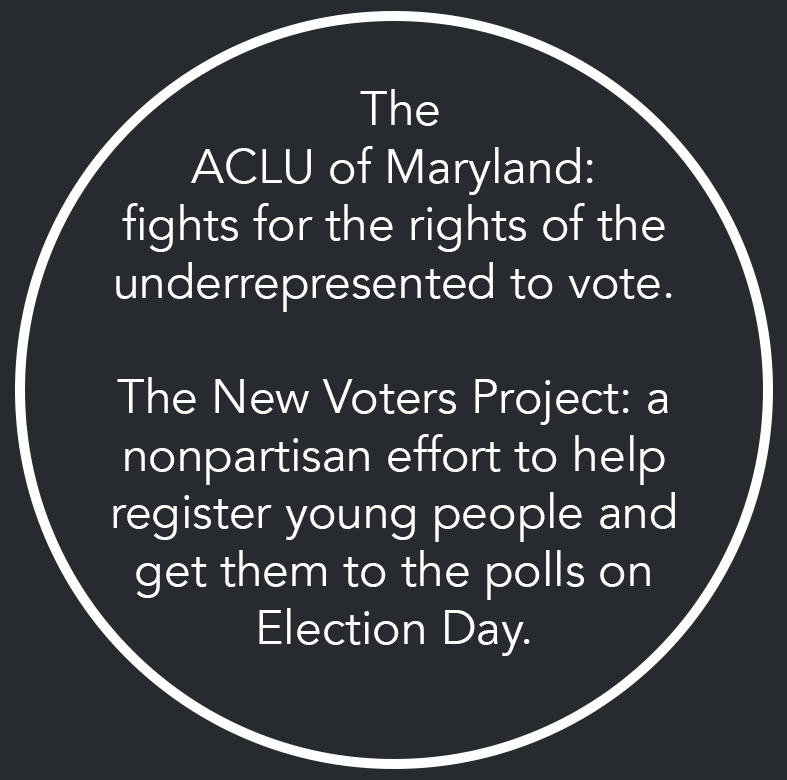 The
ACLU of Maryland:
fights for the rights of the
underrepresented to vote.
The New Voters Project: a
nonpartisan effort to help
register young people and
get them to the polls on
Election Day.